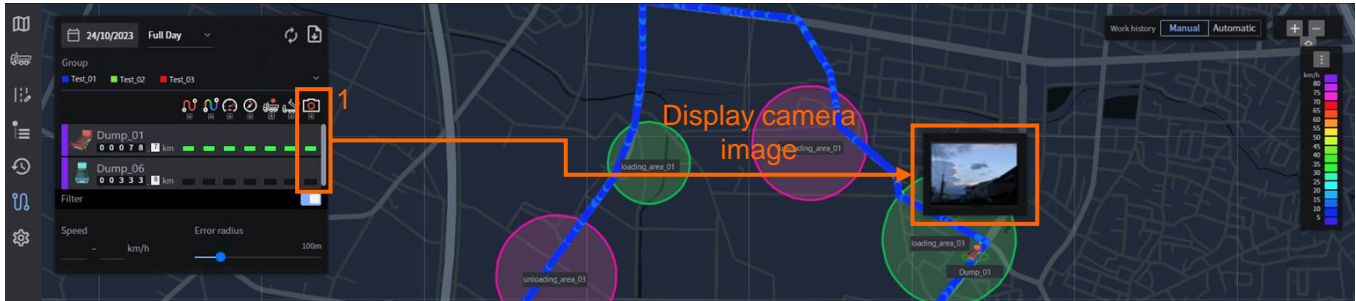 24/10/2023 Full Day
Group
Test_01 Test_02 Test_03
1
Dump_01
0 0 0 7 8 7 km
Dump_06
0 0 3 3 3 8 km
Filter
Speed Error radius
– km/h 100m
Display camera
image
loading_area_01
loading_area_01
unloading_area_03
loading_area_03
Dump_01
Work history Manual Automatic
km/h
80
75
70
65
60
55
50
45
40
35
30
25
20
15
10
5